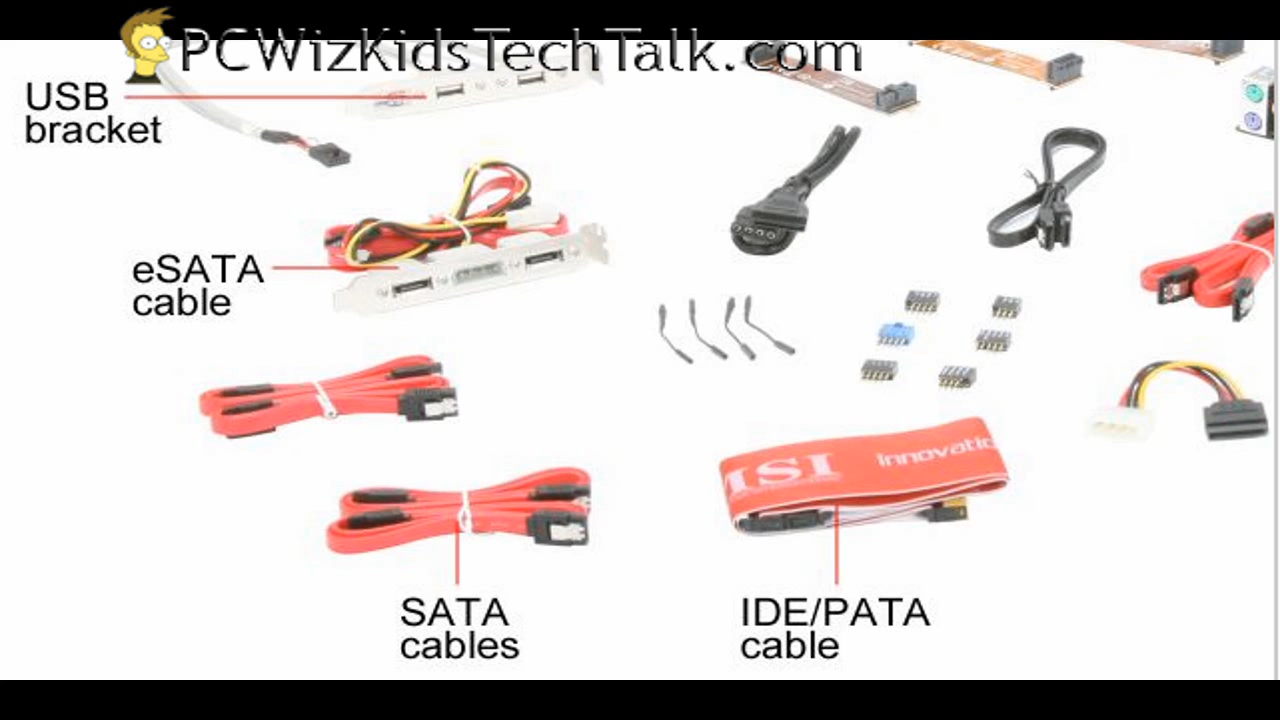 PCWizKidsTechTalk.com
USB
bracket
eSATA
cable
MSI
innovatio
SATA
cables
IDE/PATA
cable